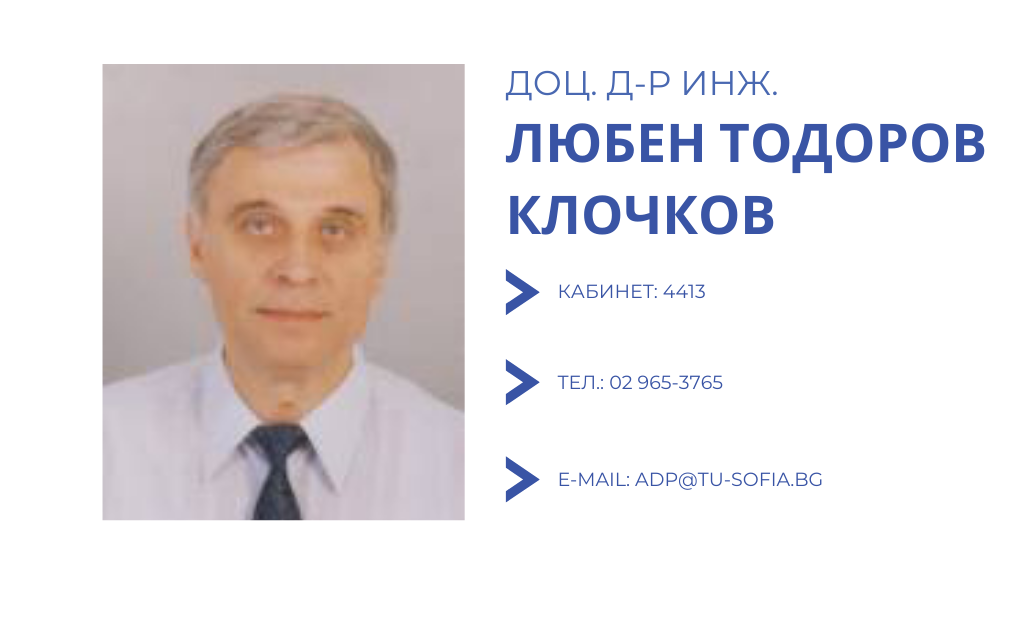 ДОЦ. Д-Р ИНЖ.
ЛЮБЕН ТОДОРОВ
КЛОЧКОВ
КАБИНЕТ: 4413
ТЕЛ.: 02 965-3765
E-MAIL: ADP@TU-SOFIA.BG